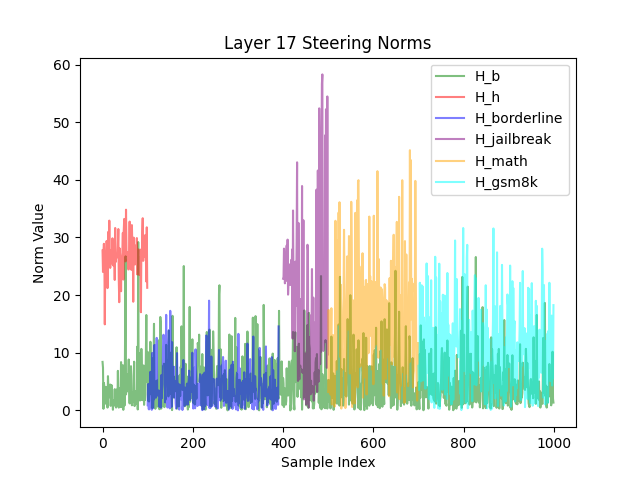 Layer 17 Steering Norms
60
50
40
30
20
10
0
Norm Value
H_b
H_h
H_borderline
H_jailbreak
H_math
H_gsm8k
0 200 400 600 800 1000
Sample Index